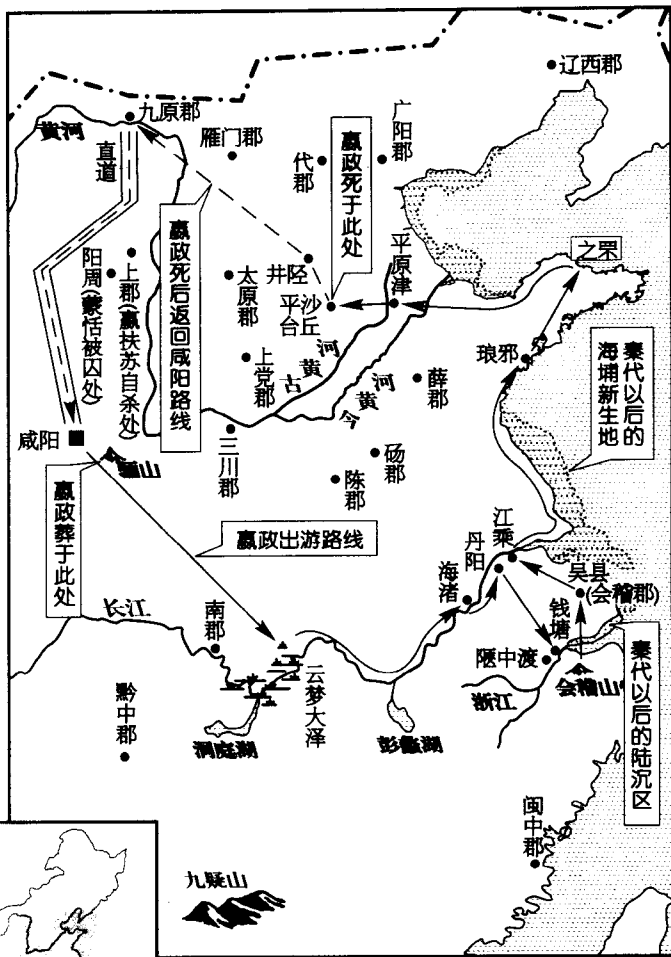 辽西郡
九原郡
黄河
直道
雁门郡
代郡
广阳郡
嬴政死于此处
嬴政死后返回咸阳路线
平原津
之罘
阳周(蒙恬被囚处)
上郡(嬴扶苏自杀处)
太原郡
井陉
平沙
台丘
上党郡
古黄河
今黄河
薛郡
琅邪
秦代以后的
海埔新生地
咸阳
骊山
三川郡
砀郡
陈郡
嬴政葬于此处
嬴政出游路线
江乘
丹阳
海渚
吴县
(会稽郡)
钱塘
陿中渡
会稽山
浙江
秦代以后的陆沉区
长江
南郡
云梦大泽
黔中郡
洞庭湖
彭蠡湖
闽中郡
九疑山